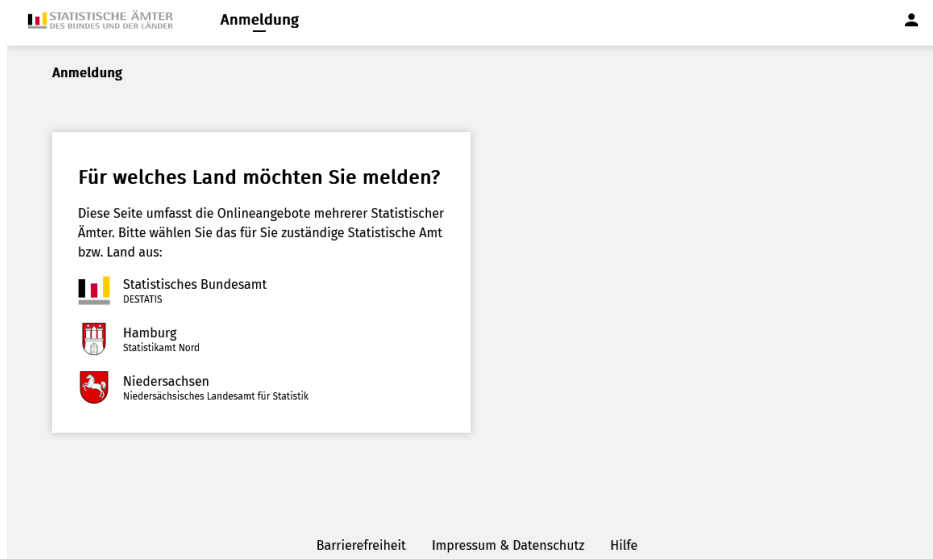 STATISTISCHE ÄMTER
DES BUNDES UND DER LÄNDER
Anmeldung
Anmeldung
Für welches Land möchten Sie melden?
Diese Seite umfasst die Onlineangebote mehrerer Statistischer
Ämter. Bitte wählen Sie das für Sie zuständige Statistische Amt
bzw. Land aus:
Statistisches Bundesamt
DESTATIS
Hamburg
Statistikamt Nord
Niedersachsen
Niedersächsisches Landesamt für Statistik
Barrierefreiheit Impressum & Datenschutz Hilfe